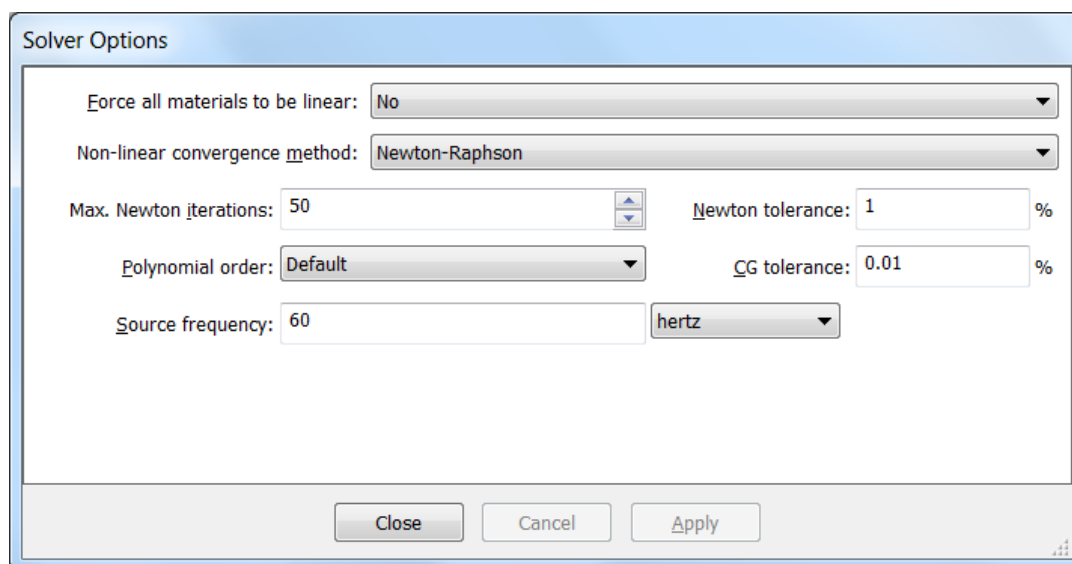 Solver Options
Force all materials to be linear: No
Non-linear convergence method: Newton-Raphson
Max. Newton iterations: 50 Newton tolerance: 1 %
Polynomial order: Default CG tolerance: 0.01 %
Source frequency: 60 hertz
Close Cancel Apply